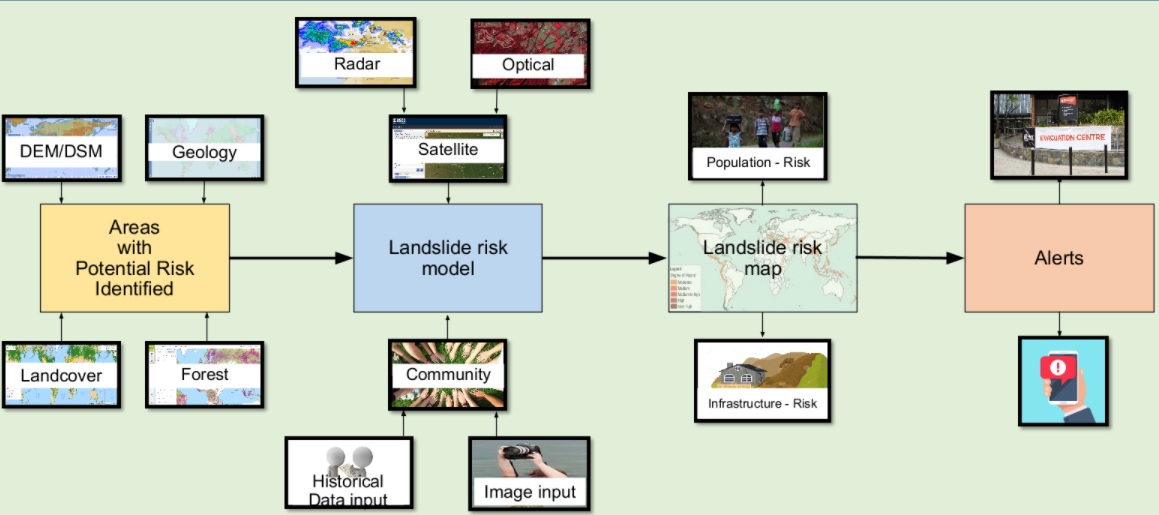 Radar
Optical
DEM/DSM
Geology
Satellite
Population - Risk
EVACUATION CENTRE
Areas
with
Potential Risk
Identified
Landslide risk
model
Landslide risk
map
Alerts
Landcover
Forest
Community
Infrastructure - Risk
Historical
Data input
Image input